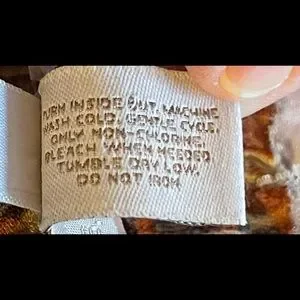 TURN INSIDE OUT. MACHINE
WASH COLD, GENTLE CYCLE.
ONLY NON-CHLORINE
BLEACH WHEN NEEDED
TUMBLE DRY LOW.
DO NOT IRON